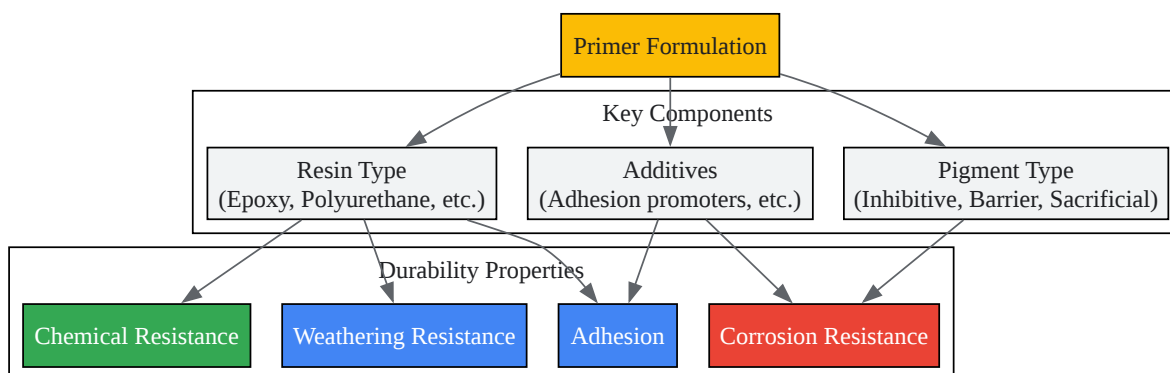 Primer Formulation
Key Components
Resin Type
(Epoxy, Polyurethane, etc.)
Additives
(Adhesion promoters, etc.)
Pigment Type
(Inhibitive, Barrier, Sacrificial)
Durability Properties
Chemical Resistance
Weathering Resistance
Adhesion
Corrosion Resistance